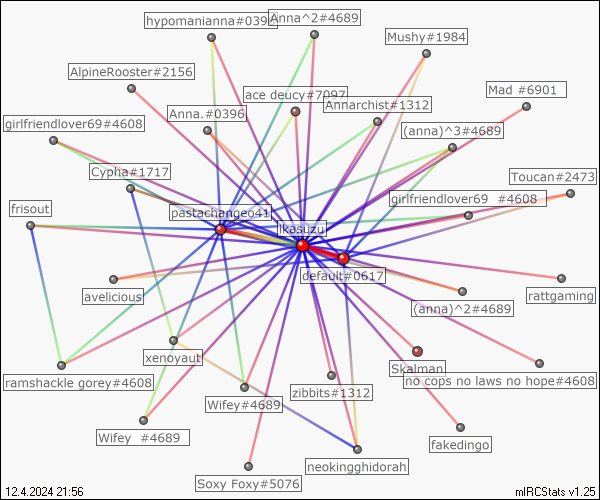 hypomanianna#0396
Anna^2#4689
Mushy#1984
AlpineRooster#2156
ace deucy#7097
Mad #6901
Annarchist#1312
Anna.#0396
girlfriendlover69#4608
(anna)^3#4689
Cypha#1717
Toucan#2473
girlfriendlover69 #4608
frisout
pastachangeo41
ikasuzu
default#0617
avelicious
rattgaming
(anna)^2#4689
xenoyaut
Skalman
ramshackle gorey#4608
no cops no laws no hope#4608
zibbits#1312
Wifey#4689
Wifey #4689
fakedingo
neokingghidorah
Soxy Foxy#5076
12.4.2024 21:56
mIRCStats v1.25